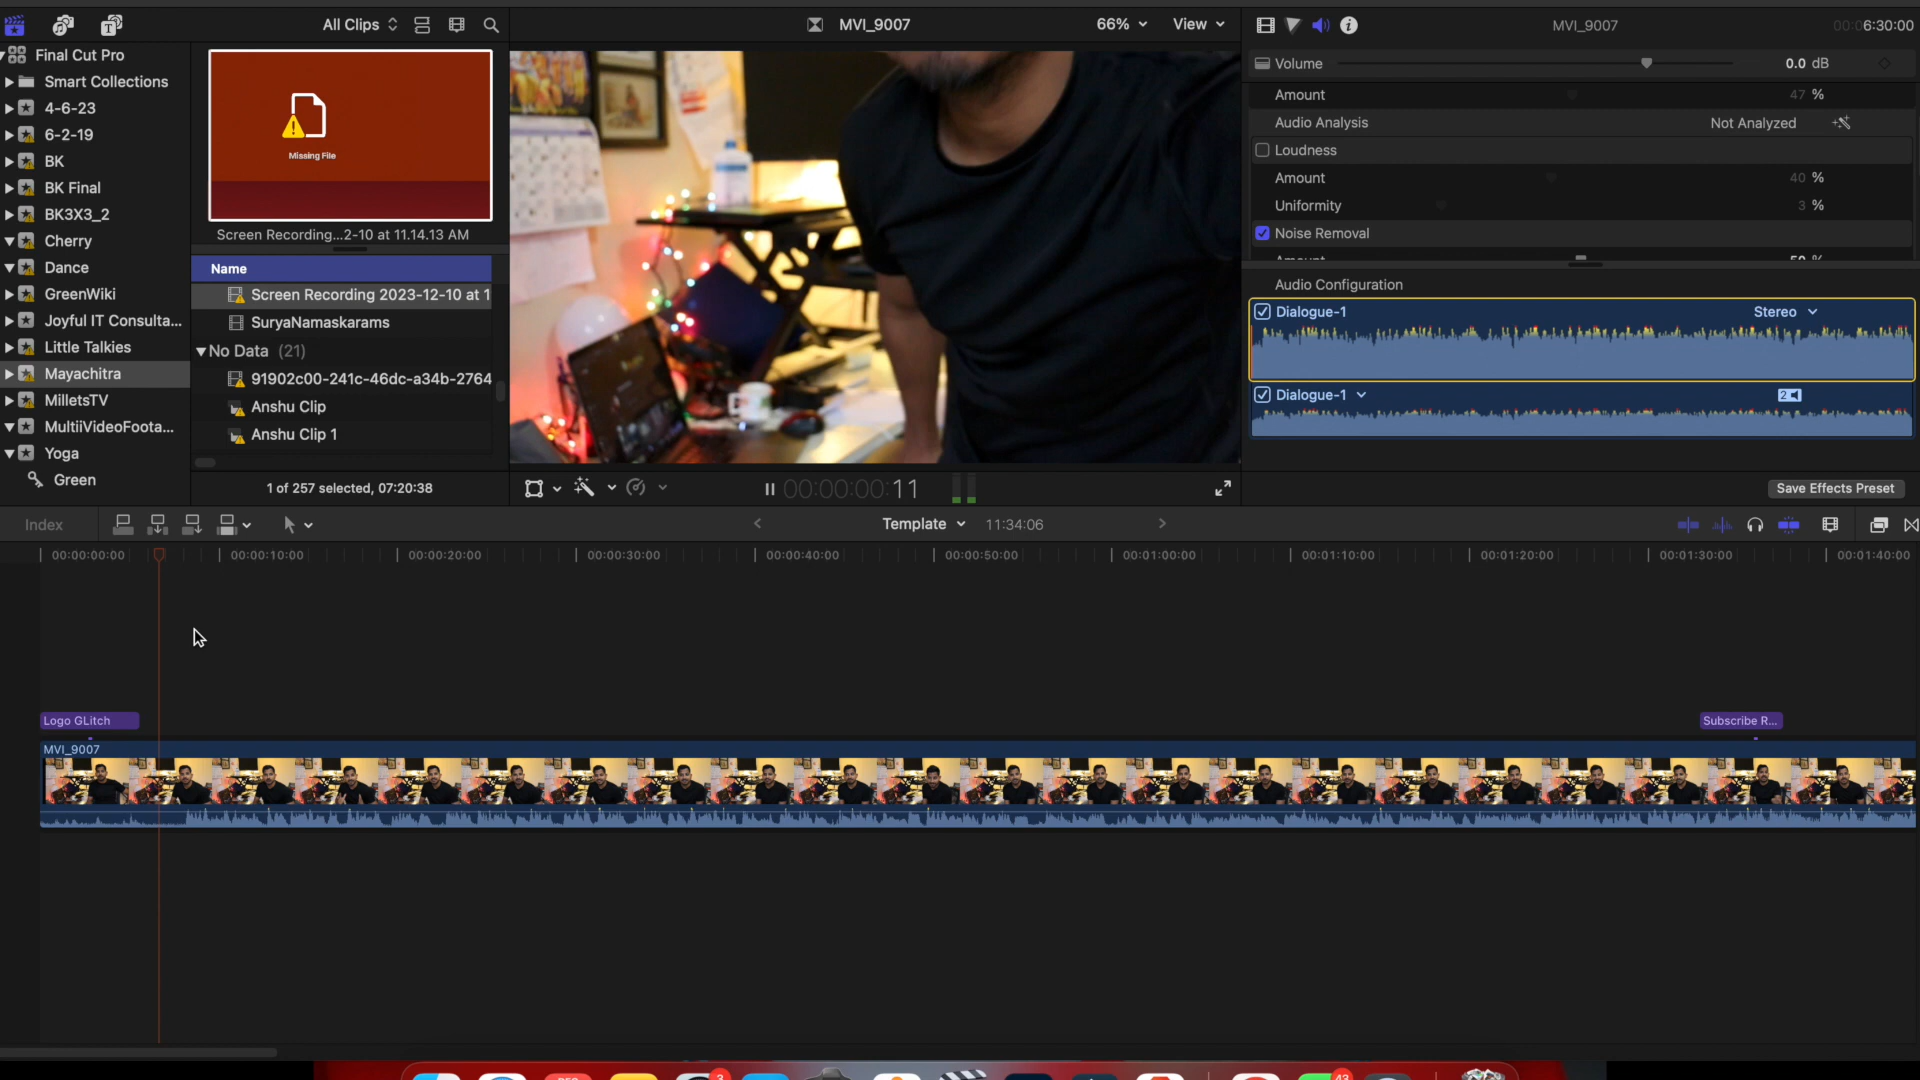 All Clips
MVI_9007
66%
View
MVI_9007
00:06:30:00
Final Cut Pro
Smart Collections
4-6-23
6-2-19
BK
BK Final
BK3X3_2
Cherry
Dance
GreenWiki
Joyful IT Consulta...
Little Talkies
Mayachitra
MilletsTV
MultiiVideoFoota...
Yoga
Green
Missing File
Screen Recording...2-10 at 11.14.13 AM
Name
Screen Recording 2023-12-10 at 1
SuryaNamaskarams
No Data (21)
91902c00-241c-46dc-a34b-2764
Anshu Clip
Anshu Clip 1
1 of 257 selected, 07:20:38
00:00:00:11
Volume
0.0 dB
Amount
47 %
Audio Analysis
Not Analyzed
Loudness
Amount
40 %
Uniformity
3 %
Noise Removal
Amount
50 %
Audio Configuration
Dialogue-1
Stereo
Dialogue-1
2
Save Effects Preset
Index
Template
11:34:06
00:00:00:00
00:00:10:00
00:00:20:00
00:00:30:00
00:00:40:00
00:00:50:00
00:01:00:00
00:01:10:00
00:01:20:00
00:01:30:00
00:01:40:00
Logo GLitch
Subscribe R...
MVI_9007
3
43